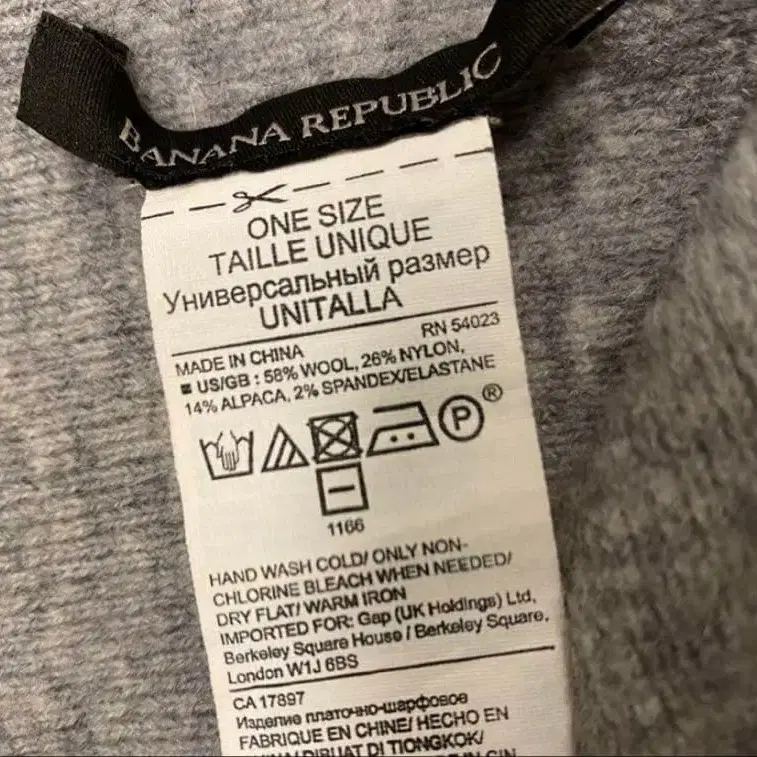 BANANA REPUBLIC
ONE SIZE
TAILLE UNIQUE
Универсальный размер
UNITALLA
RN 54023
MADE IN CHINA
US/GB : 58% WOOL, 26% NYLON,
14% ALPACA, 2% SPANDEX/ELASTANE
P ®
1166
HAND WASH COLD/ ONLY NON-
CHLORINE BLEACH WHEN NEEDED/
DRY FLAT/ WARM IRON
IMPORTED FOR: Gap (UK Holdings) Ltd,
Berkeley Square House / Berkeley Square,
London W1J 6BS
CA 17897
Изделие платочно-шарфовое
FABRIQUE EN CHINE/ HECHO EN
DIBUAT DI TIONGKOK/